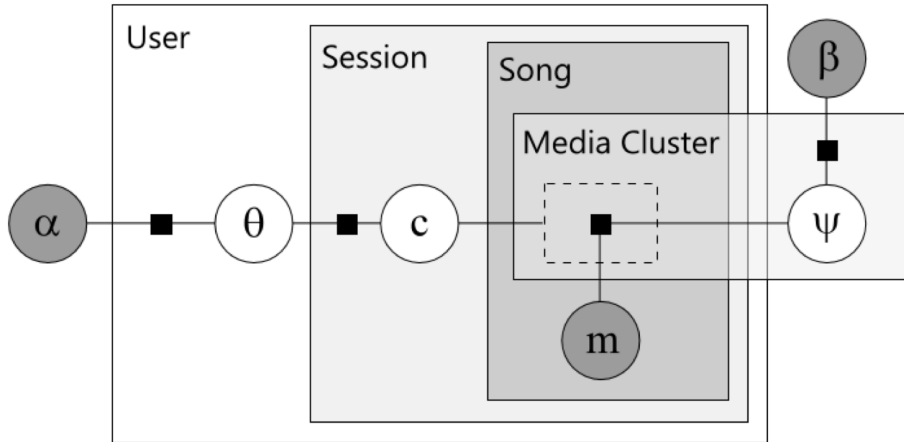 User
Session
Song
β
Media Cluster
α
θ
c
ψ
m